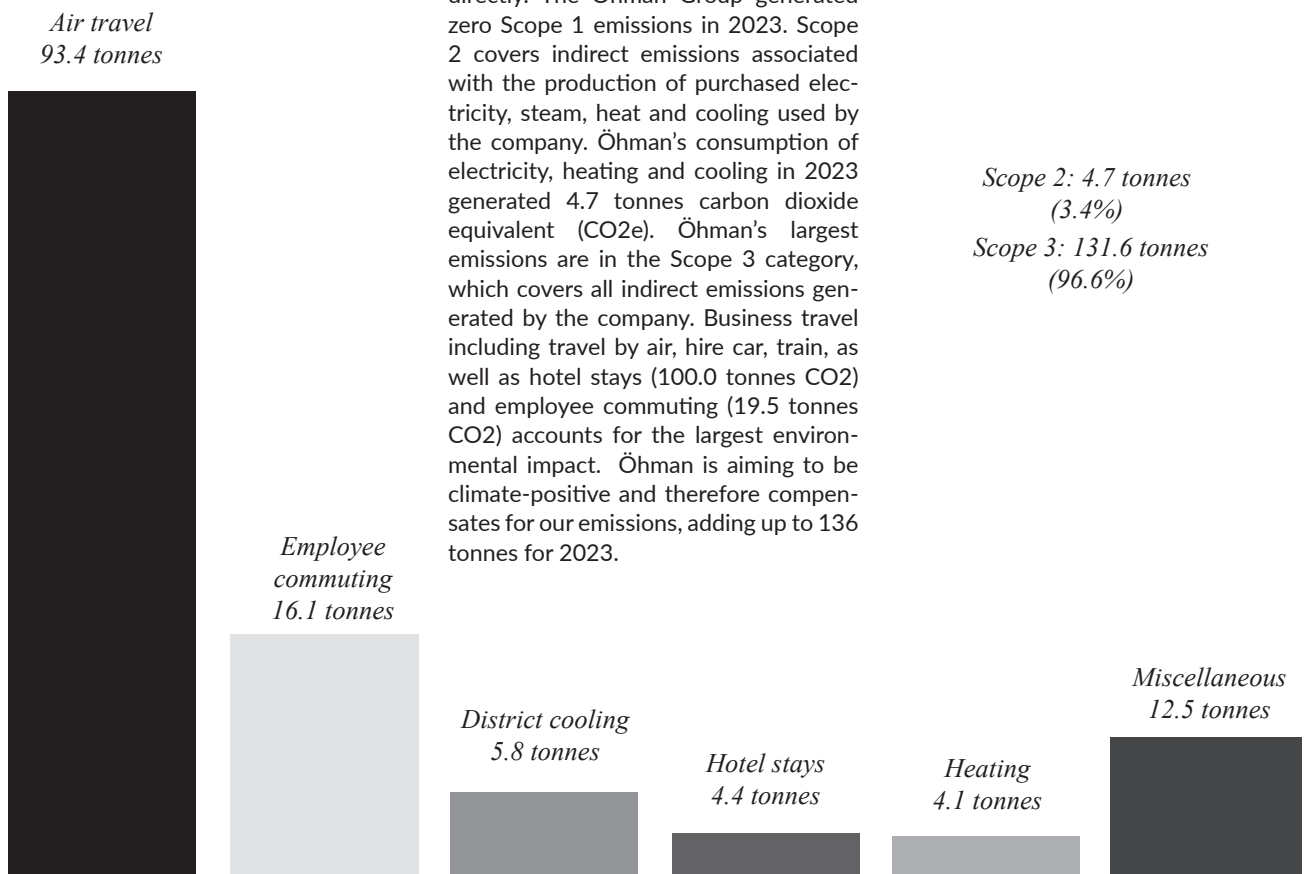 Air travel
93.4 tonnes
directly. The Öhman Group generated
zero Scope 1 emissions in 2023. Scope
2 covers indirect emissions associated
with the production of purchased elec-
tricity, steam, heat and cooling used by
the company. Öhman’s consumption of
electricity, heating and cooling in 2023
generated 4.7 tonnes carbon dioxide
equivalent (CO2e). Öhman’s largest
emissions are in the Scope 3 category,
which covers all indirect emissions gen-
erated by the company. Business travel
including travel by air, hire car, train, as
well as hotel stays (100.0 tonnes CO2)
and employee commuting (19.5 tonnes
CO2) accounts for the largest environ-
mental impact. Öhman is aiming to be
climate-positive and therefore compen-
sates for our emissions, adding up to 136
tonnes for 2023.
Scope 2: 4.7 tonnes
(3.4%)
Scope 3: 131.6 tonnes
(96.6%)
Employee
commuting
16.1 tonnes
District cooling
5.8 tonnes
Hotel stays
4.4 tonnes
Heating
4.1 tonnes
Miscellaneous
12.5 tonnes